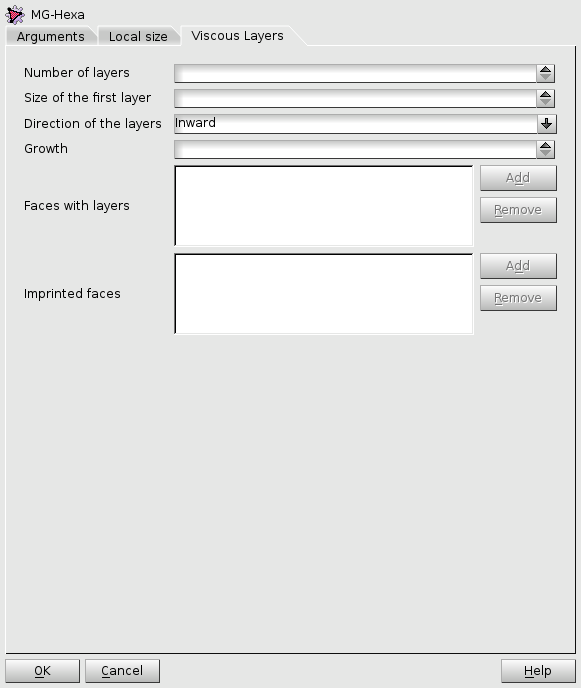 MG-Hexa
Arguments Local size Viscous Layers
Number of layers
Size of the first layer
Direction of the layers Inward
Growth
Add
Faces with layers
Remove
Add
Imprinted faces
Remove
OK Cancel Help